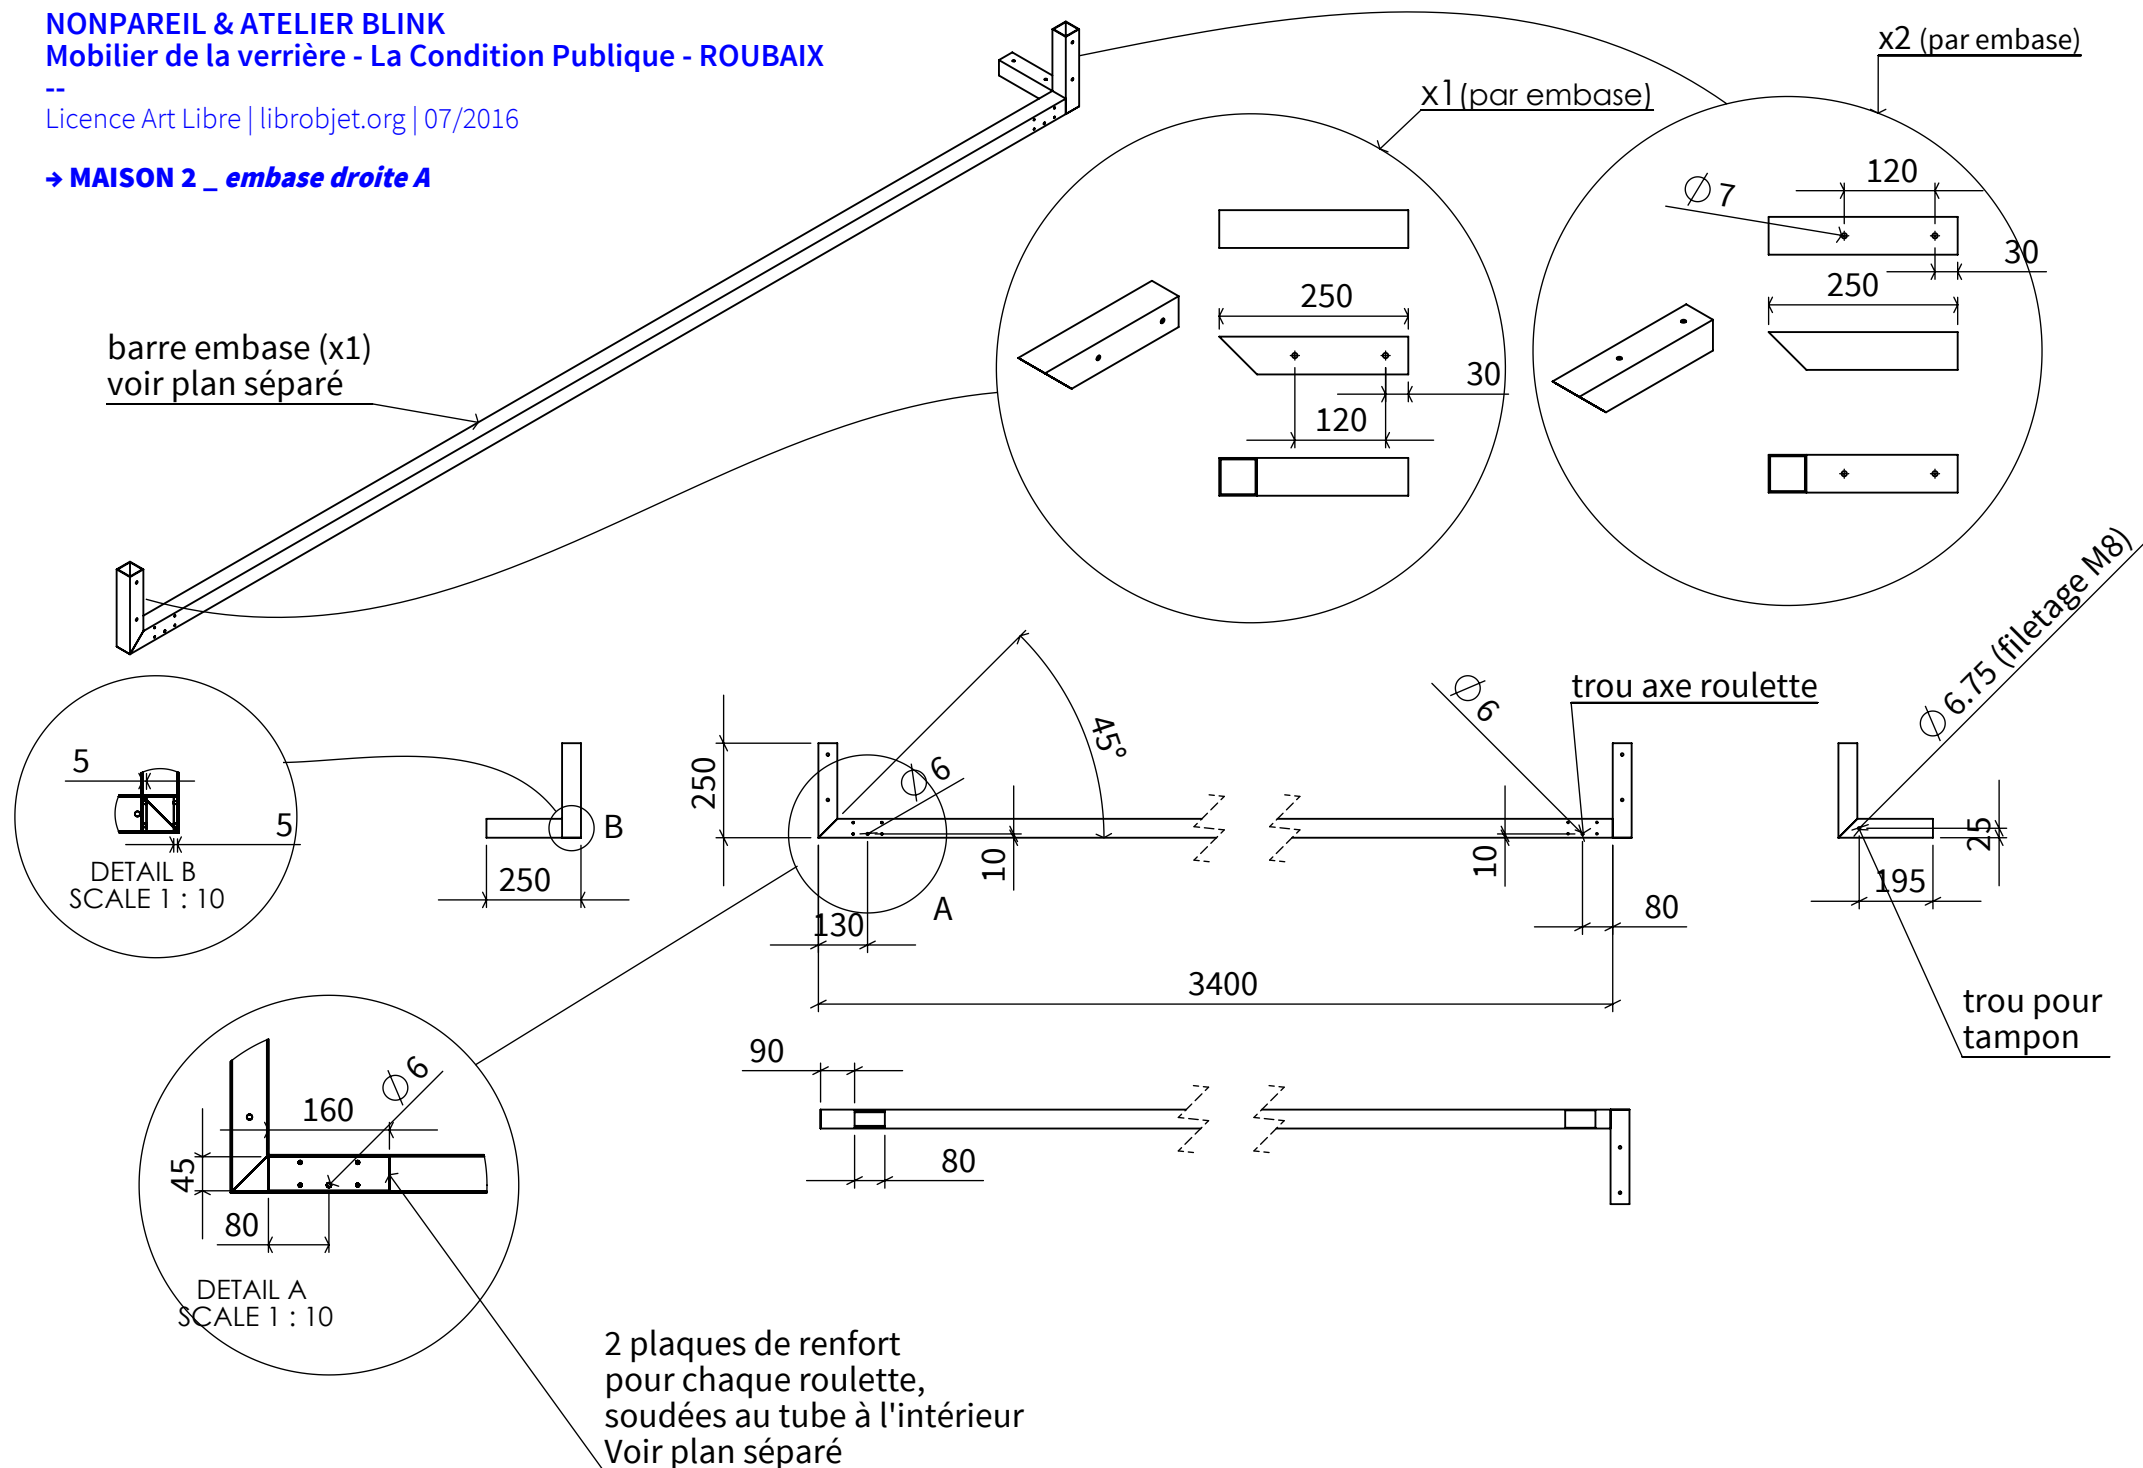 NONPAREIL & ATELIER BLINK
Mobilier de la verrière - La Condition Publique - ROUBAIX
--
Licence Art Libre | librobjet.org | 07/2016
→ MAISON 2 _ embase droite A
x2 (par embase)
x1(par embase)
120
∅ 7
30
250
250
30
120
barre embase (x1)
voir plan séparé
∅ 6.75 (filetage M8)
trou axe roulette
∅ 6
45°
∅ 6
250
10
10
130
A
80
3400
25
195
trou pour
tampon
5
5
DETAIL B
SCALE 1 : 10
B
250
90
80
∅ 6
160
45
80
DETAIL A
SCALE 1 : 10
2 plaques de renfort
pour chaque roulette,
soudées au tube à l'intérieur
Voir plan séparé